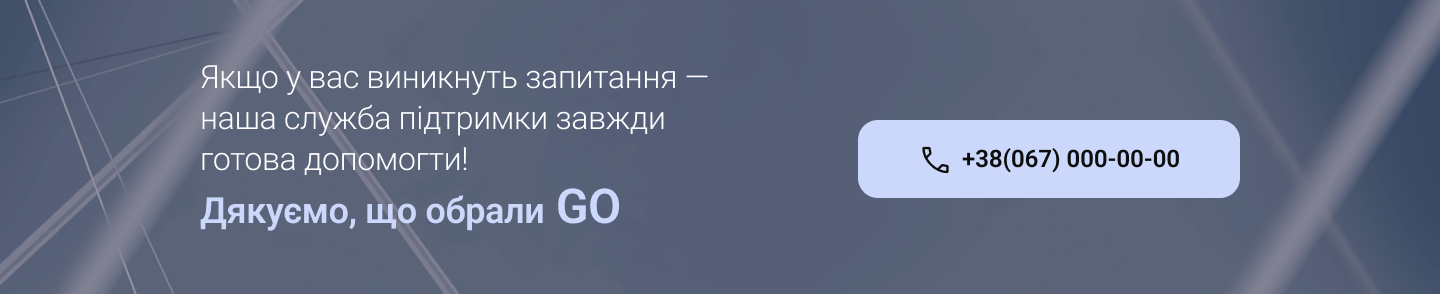 Якщо у вас виникнуть запитання —
наша служба підтримки завжди
готова допомогти!
Дякуємо, що обрали GO
+38(067) 000-00-00